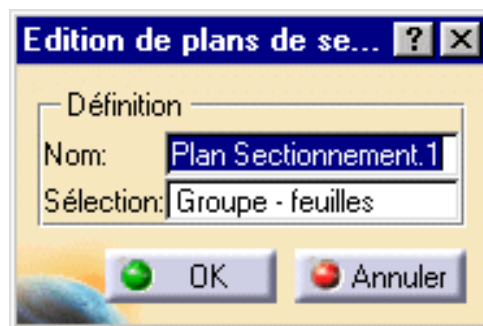 Edition de plans de se... ? X
Définition
Nom: Plan Sectionnement.1
Sélection: Groupe - feuilles
OK Annuler